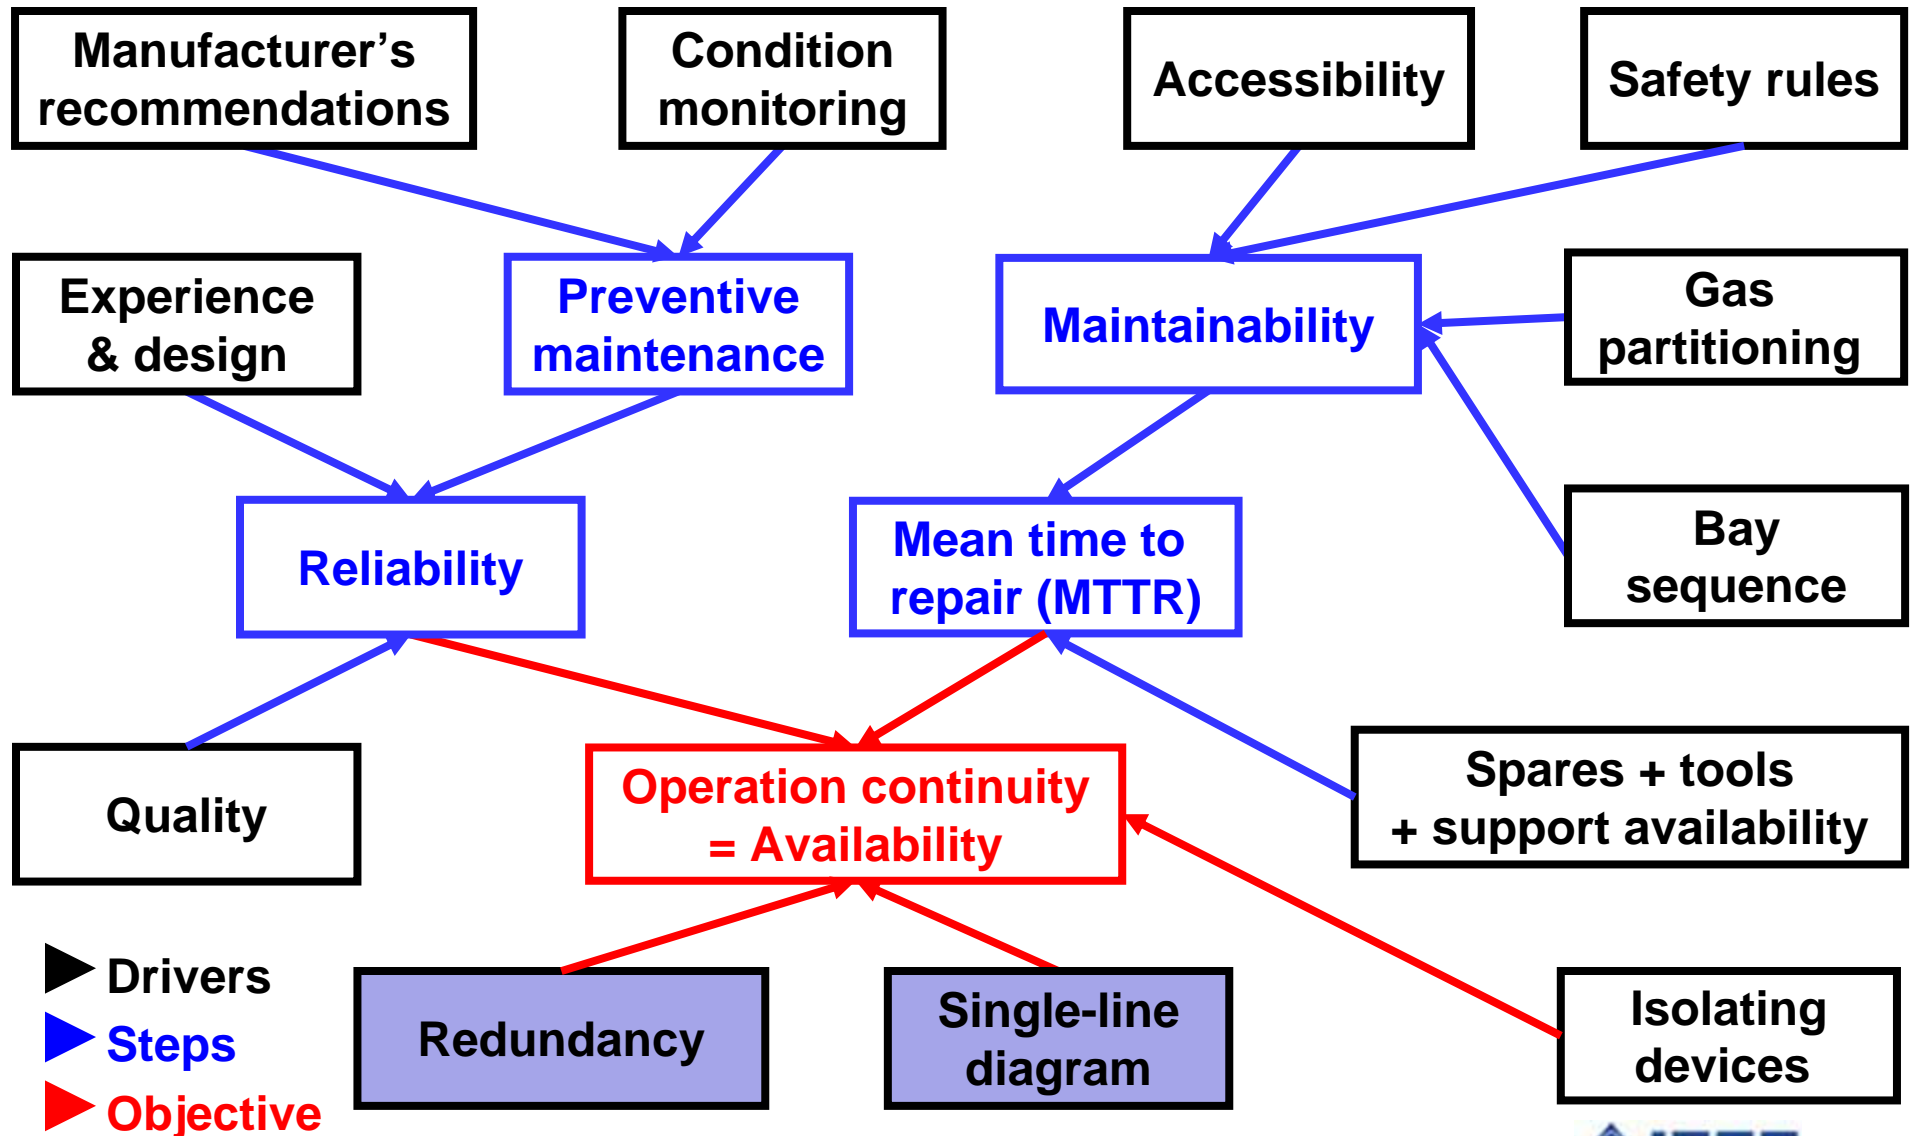 Manufacturer’s
recommendations
Condition
monitoring
Accessibility
Safety rules
Experience
& design
Preventive
maintenance
Maintainability
Gas
partitioning
Reliability
Mean time to
repair (MTTR)
Bay
sequence
Quality
Operation continuity
= Availability
Spares + tools
+ support availability
Drivers
Steps
Objective
Redundancy
Single-line
diagram
Isolating
devices